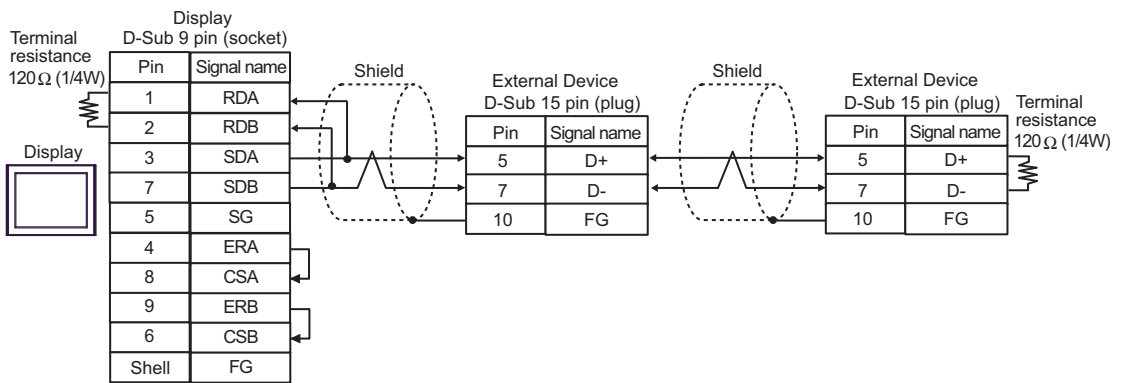 Display
D-Sub 9 pin (socket)
Terminal
resistance
120Ω (1/4W)
Pin Signal name
1 RDA
2 RDB
3 SDA
7 SDB
5 SG
4 ERA
8 CSA
9 ERB
6 CSB
Shell FG
Display
Shield
External Device
D-Sub 15 pin (plug)
Pin Signal name
5 D+
7 D-
10 FG
Shield
External Device
D-Sub 15 pin (plug)
Pin Signal name
5 D+
7 D-
10 FG
Terminal
resistance
120Ω (1/4W)